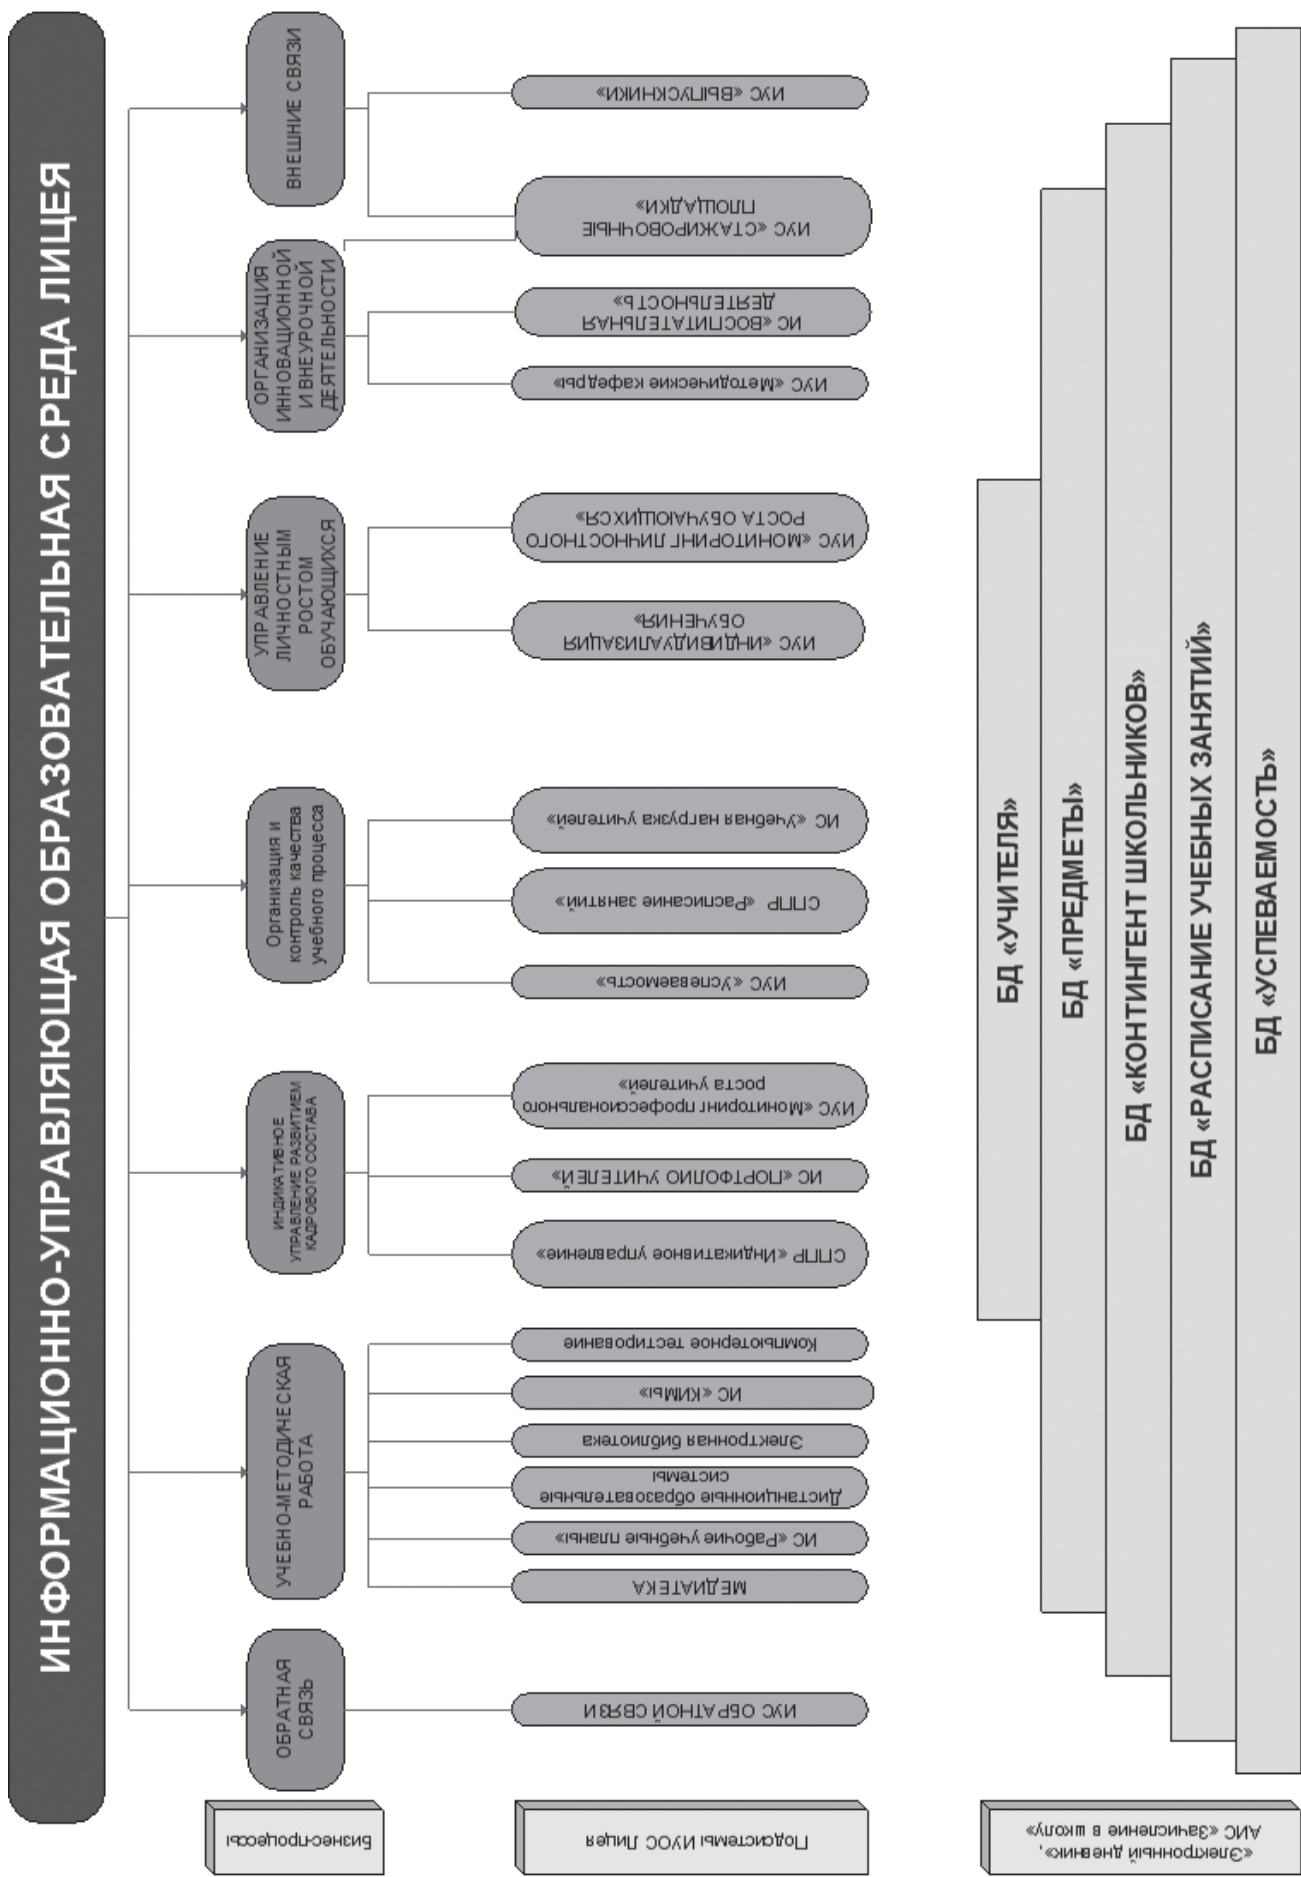 ИНФОРМАЦИОННО-УПРАВЛЯЮЩАЯ ОБРАЗОВАТЕЛЬНАЯ СРЕДА ЛИЦЕЯ
Бизнес-процессы
ОБРАТНАЯ
СВЯЗЬ
УЧЕБНО-МЕТОДИЧЕСКАЯ
РАБОТА
ИНДИКАТИВНОЕ
УПРАВЛЕНИЕ РАЗВИТИЕМ
КАДРОВОГО СОСТАВА
Организация и
контроль качества
учебного процесса
УПРАВЛЕНИЕ
ЛИЧНОСТНЫМ
РОСТОМ
ОБУЧАЮЩИХСЯ
ОРГАНИЗАЦИЯ
ИННОВАЦИОННОЙ
И ВНЕУРОЧНОЙ
ДЕЯТЕЛЬНОСТИ
ВНЕШНИЕ СВЯЗИ
Подсистемы ИУОС Лицея
ИУС ОБРАТНОЙ СВЯЗИ
МЕДИАТЕКА
ИС «Рабочие учебные планы»
Дистанционные образовательные
системы
Электронная библиотека
ИС «КИМы»
Компьютерное тестирование
СППР «Индикативное управление»
ИС «ПОРТФОЛИО УЧИТЕЛЕЙ»
ИУС «Мониторинг профессионального
роста учителей»
ИУС «Успеваемость»
СППР «Расписание занятий»
ИС «Учебная нагрузка учителей»
ИУС «ИНДИВИДУАЛИЗАЦИЯ
ОБУЧЕНИЯ»
ИУС «МОНИТОРИНГ ЛИЧНОСТНОГО
РОСТА ОБУЧАЮЩИХСЯ»
ИУС «Методические кафедры»
ИС «ВОСПИТАТЕЛЬНАЯ
ДЕЯТЕЛЬНОСТЬ»
ИУС «СТАЖИРОВОЧНЫЕ
ПЛОЩАДКИ»
ИУС «ВЫПУСКНИКИ»
«Электронный дневник»,
АИС «Зачисление в школу»
БД «УЧИТЕЛЯ»
БД «ПРЕДМЕТЫ»
БД «КОНТИНГЕНТ ШКОЛЬНИКОВ»
БД «РАСПИСАНИЕ УЧЕБНЫХ ЗАНЯТИЙ»
БД «УСПЕВАЕМОСТЬ»